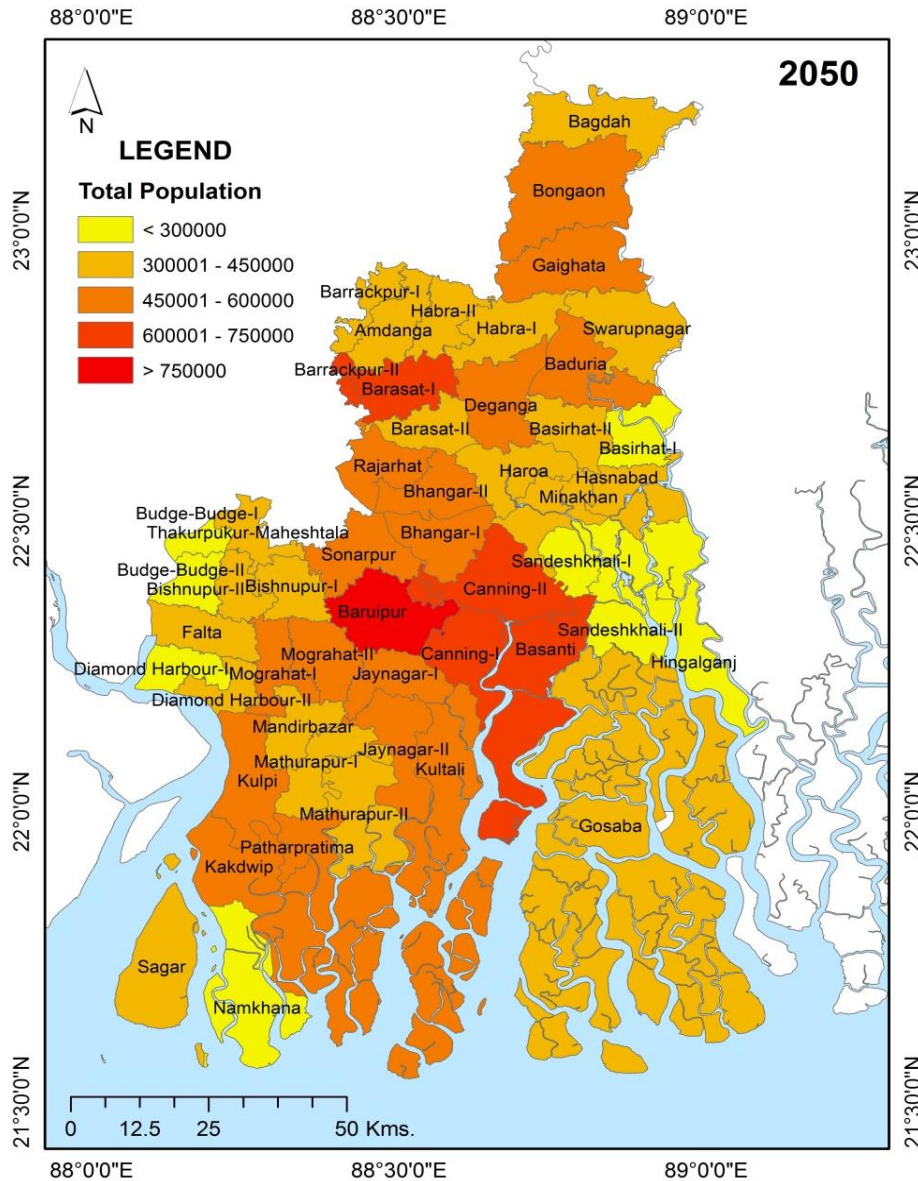 88°0'0"E 88°30'0"E 89°0'0"E
2050
N
LEGEND
Total Population
< 300000
300001 - 450000
450001 - 600000
600001 - 750000
> 750000
23°0'0"N
22°30'0"N
22°0'0"N
21°30'0"N
23°0'0"N
22°30'0"N
22°0'0"N
21°30'0"N
Bagdah
Bongaon
Gaighata
Barrackpur-I
Habra-II
Amdanga
Habra-I
Swarupnagar
Barrackpur-II
Baduria
Barasat-I
Deganga
Barasat-II
Basirhat-II
Basirhat-I
Rajarhat
Haroa
Hasnabad
Bhangar-II
Minakhan
Budge-Budge-I
Thakurpukur-Maheshtala
Bhangar-I
Sonarpur
Sandeshkhali-I
Budge-Budge-II
Bishnupur-II
Bishnupur-I
Canning-II
Baruipur
Falta
Sandeshkhali-II
Mograhat-II
Canning-I
Basanti
Hingalganj
Diamond Harbour-I
Mograhat-I
Jaynagar-I
Diamond Harbour-II
Mandirbazar
Jaynagar-II
Mathurapur-I
Kultali
Kulpi
Mathurapur-II
Gosaba
Patharpratima
Kakdwip
Sagar
Namkhana
0 12.5 25 50 Kms.
88°0'0"E 88°30'0"E 89°0'0"E